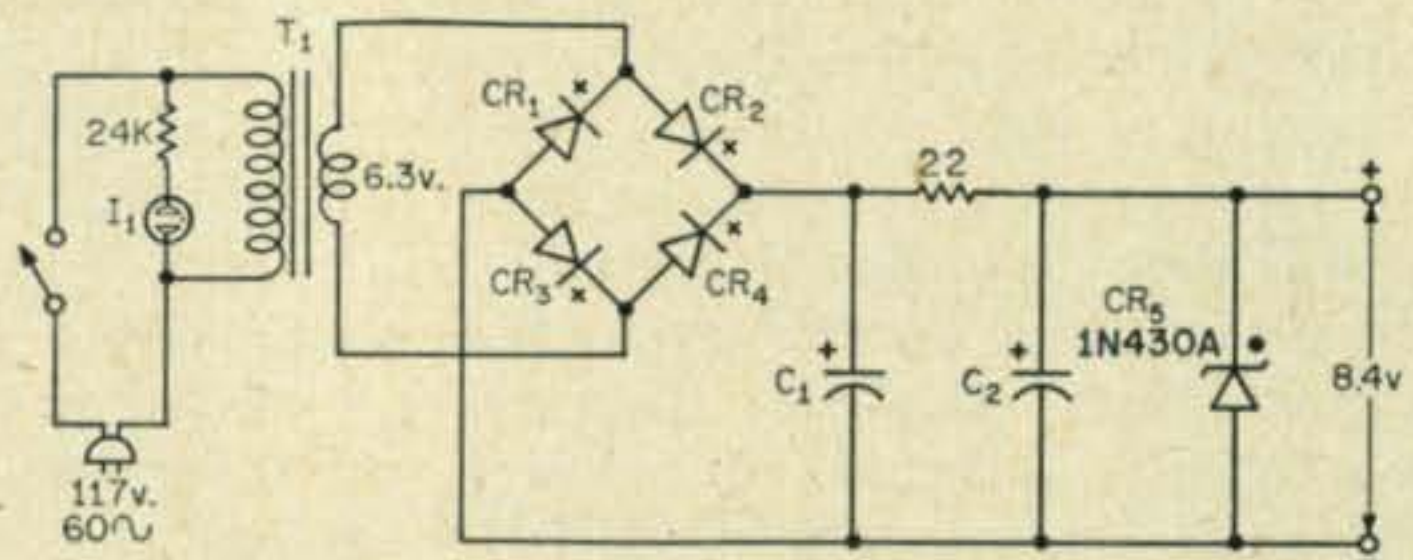 T₁
24K
I₁
117v.
60∿
6.3v.
CR₁
CR₂
CR₃
CR₄
22
C₁
+
C₂
+
CR₅
1N430A
+
8.4v